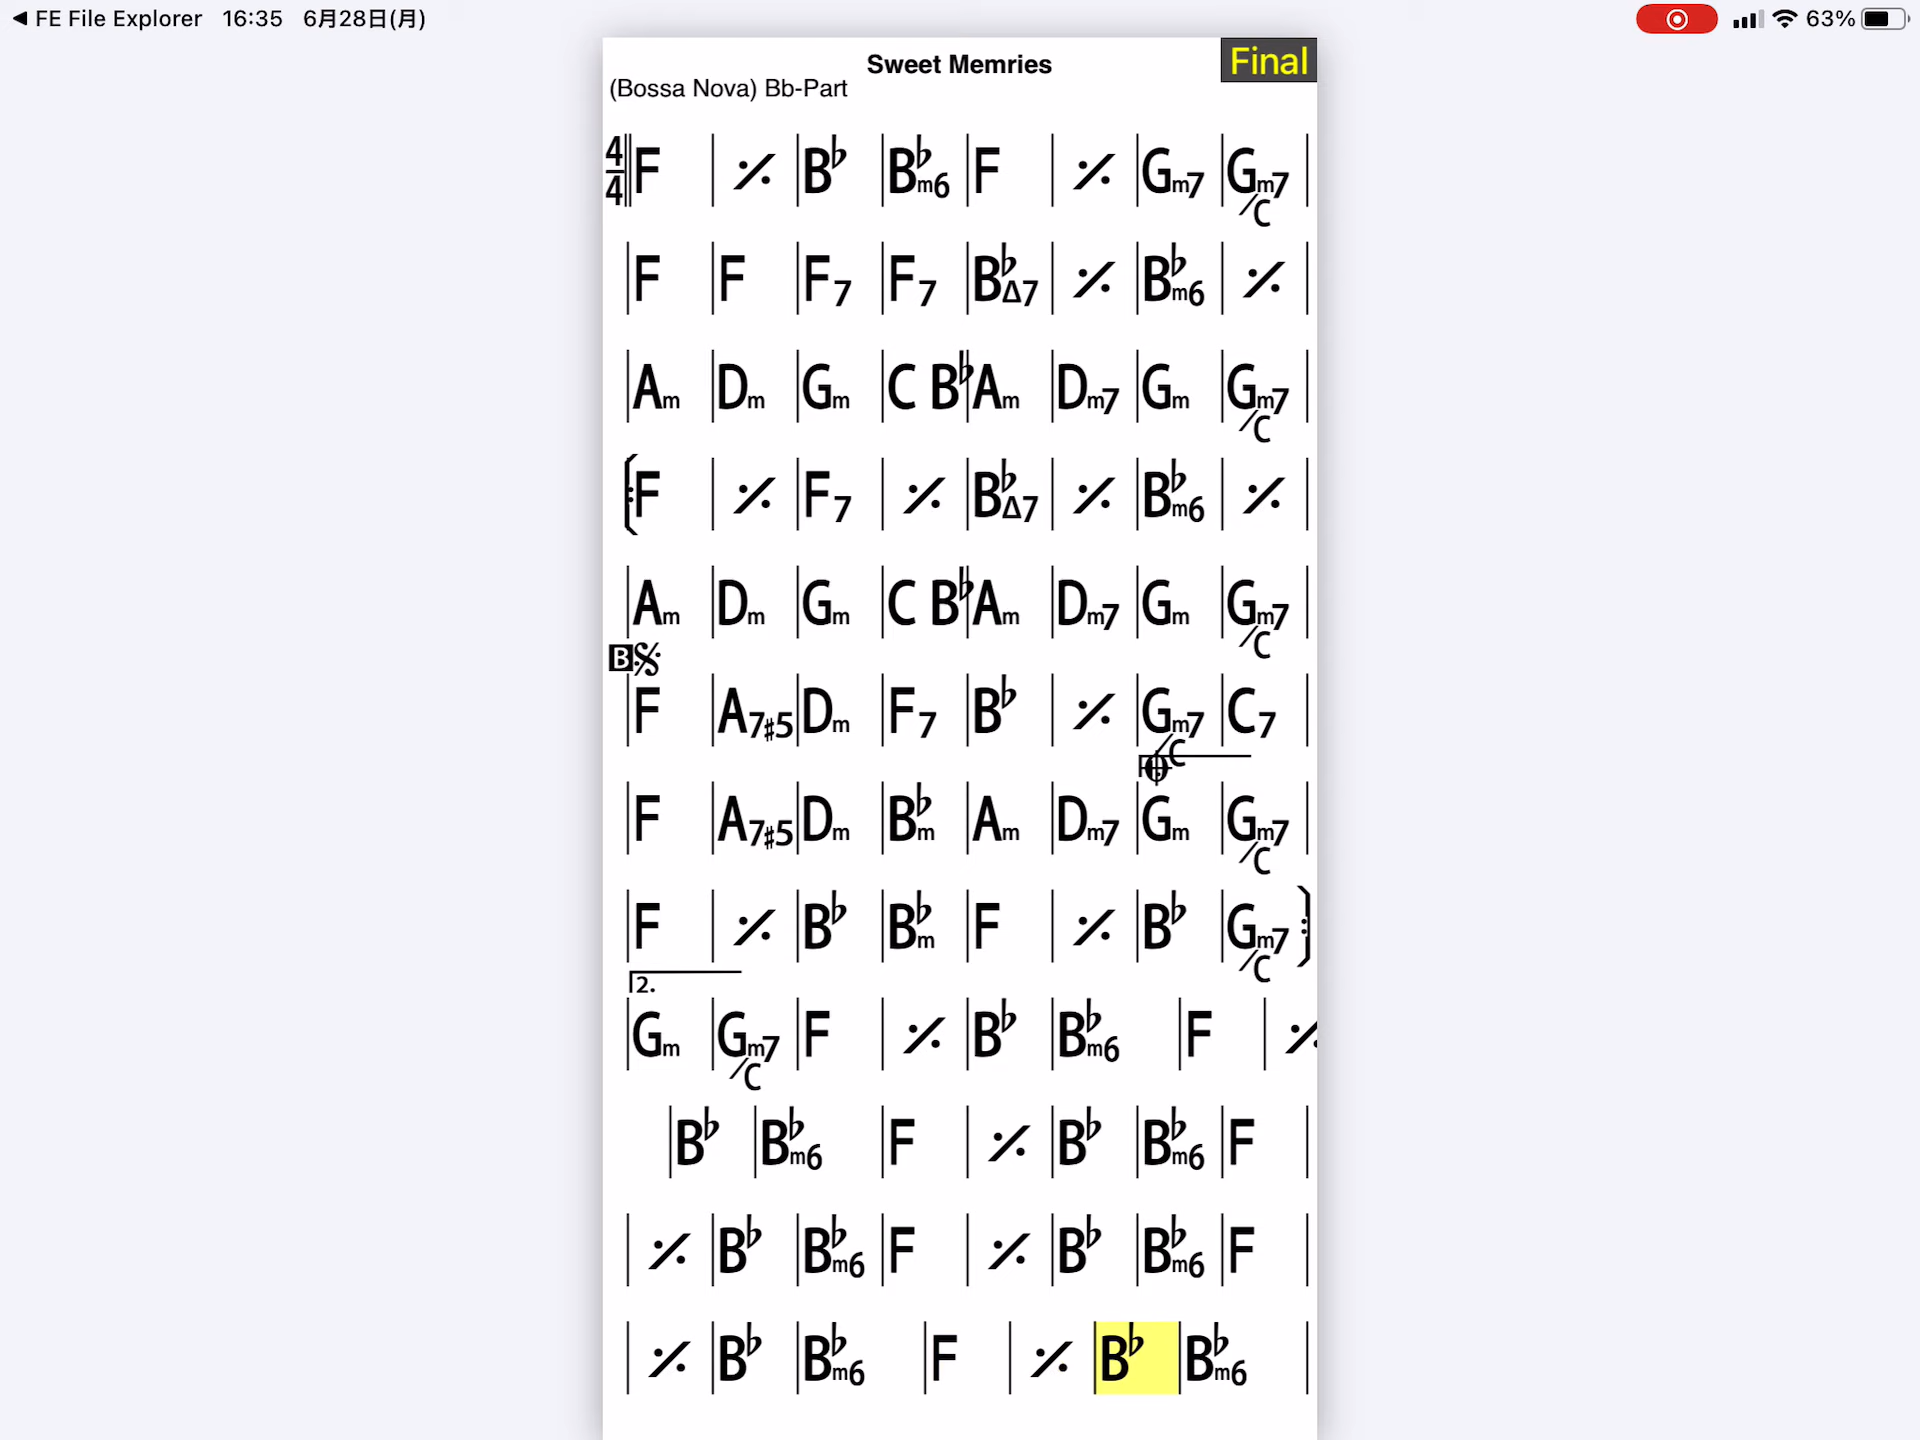 ◀ FE File Explorer 16:35 6月28日(月) 63%
Sweet Memries Final
(Bossa Nova) Bb-Part
4/4 F | ٪ | B♭ | B♭m6 | F | ٪ | Gm7 | Gm7/C |
| F | F | F7 | F7 | B♭Δ7 | ٪ | B♭m6 | ٪ |
| Am | Dm | Gm | C B♭ | Am | Dm7 | Gm | Gm7/C |
F | ٪ | F7 | ٪ | B♭Δ7 | ٪ | B♭m6 | ٪ |
| Am | Dm | Gm | C B♭ | Am | Dm7 | Gm | Gm7/C |
B 𝄋
| F | A7♯5 | Dm | F7 | B♭ | ٪ | Gm7/C | C7 |
| F | A7♯5 | Dm | B♭m | Am | Dm7 | Gm | Gm7/C |
| F | ٪ | B♭ | B♭m | F | ٪ | B♭ | Gm7/C
2.
| Gm | Gm7/C | F | ٪ | B♭ | B♭m6 | F | ٪
| B♭ | B♭m6 | F | ٪ | B♭ | B♭m6 | F |
| ٪ | B♭ | B♭m6 | F | ٪ | B♭ | B♭m6 | F |
| ٪ | B♭ | B♭m6 | F | ٪ | B♭ | B♭m6 |